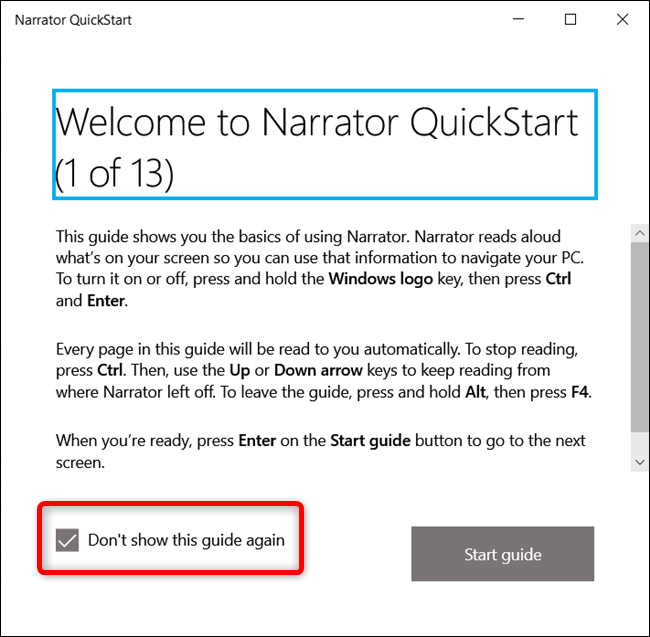 Narrator QuickStart
Welcome to Narrator QuickStart
(1 of 13)
This guide shows you the basics of using Narrator. Narrator reads aloud
what's on your screen so you can use that information to navigate your PC.
To turn it on or off, press and hold the Windows logo key, then press Ctrl
and Enter.
Every page in this guide will be read to you automatically. To stop reading,
press Ctrl. Then, use the Up or Down arrow keys to keep reading from
where Narrator left off. To leave the guide, press and hold Alt, then press F4.
When you're ready, press Enter on the Start guide button to go to the next
screen.
Don't show this guide again
Start guide